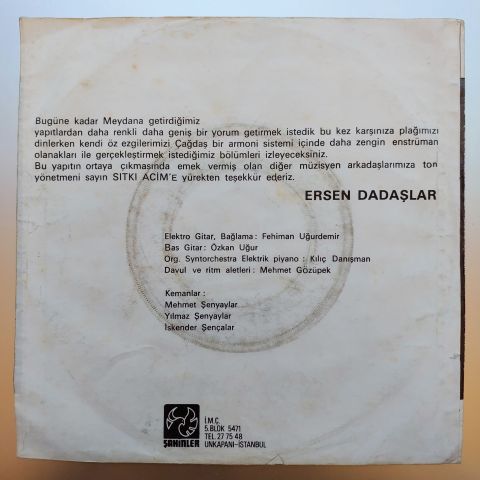 Bugüne kadar Meydana getirdiğimiz
yapıtlardan daha renkli daha geniş bir yorum getirmek istedik bu kez karşınıza plağımızı
dinlerken kendi öz ezgilerimizi Çağdaş bir armoni sistemi içinde daha zengin enstrüman
olanakları ile gerçekleştirmek istediğimiz bölümleri izleyeceksiniz.
Bu yapıtın ortaya çıkmasında emek vermiş olan diğer müzisyen arkadaşlarımıza ton
yönetmeni sayın SITKI ACİM'E yürekten teşekkür ederiz.
ERSEN DADAŞLAR
Elektro Gitar, Bağlama : Fehiman Uğurdemir
Bas Gitar : Özkan Uğur
Org. Syntorchestra Elektrik piyano : Kılıç Danışman
Davul ve ritm aletleri : Mehmet Gözüpek
Kemanlar :
Mehmet Şenyaylar
Yılmaz Şenyaylar
İskender Şençalar
ŞAHİNLER
İ.M.Ç.
5.BLOK 5471
TEL. 27 75 48
UNKAPANI-İSTANBUL